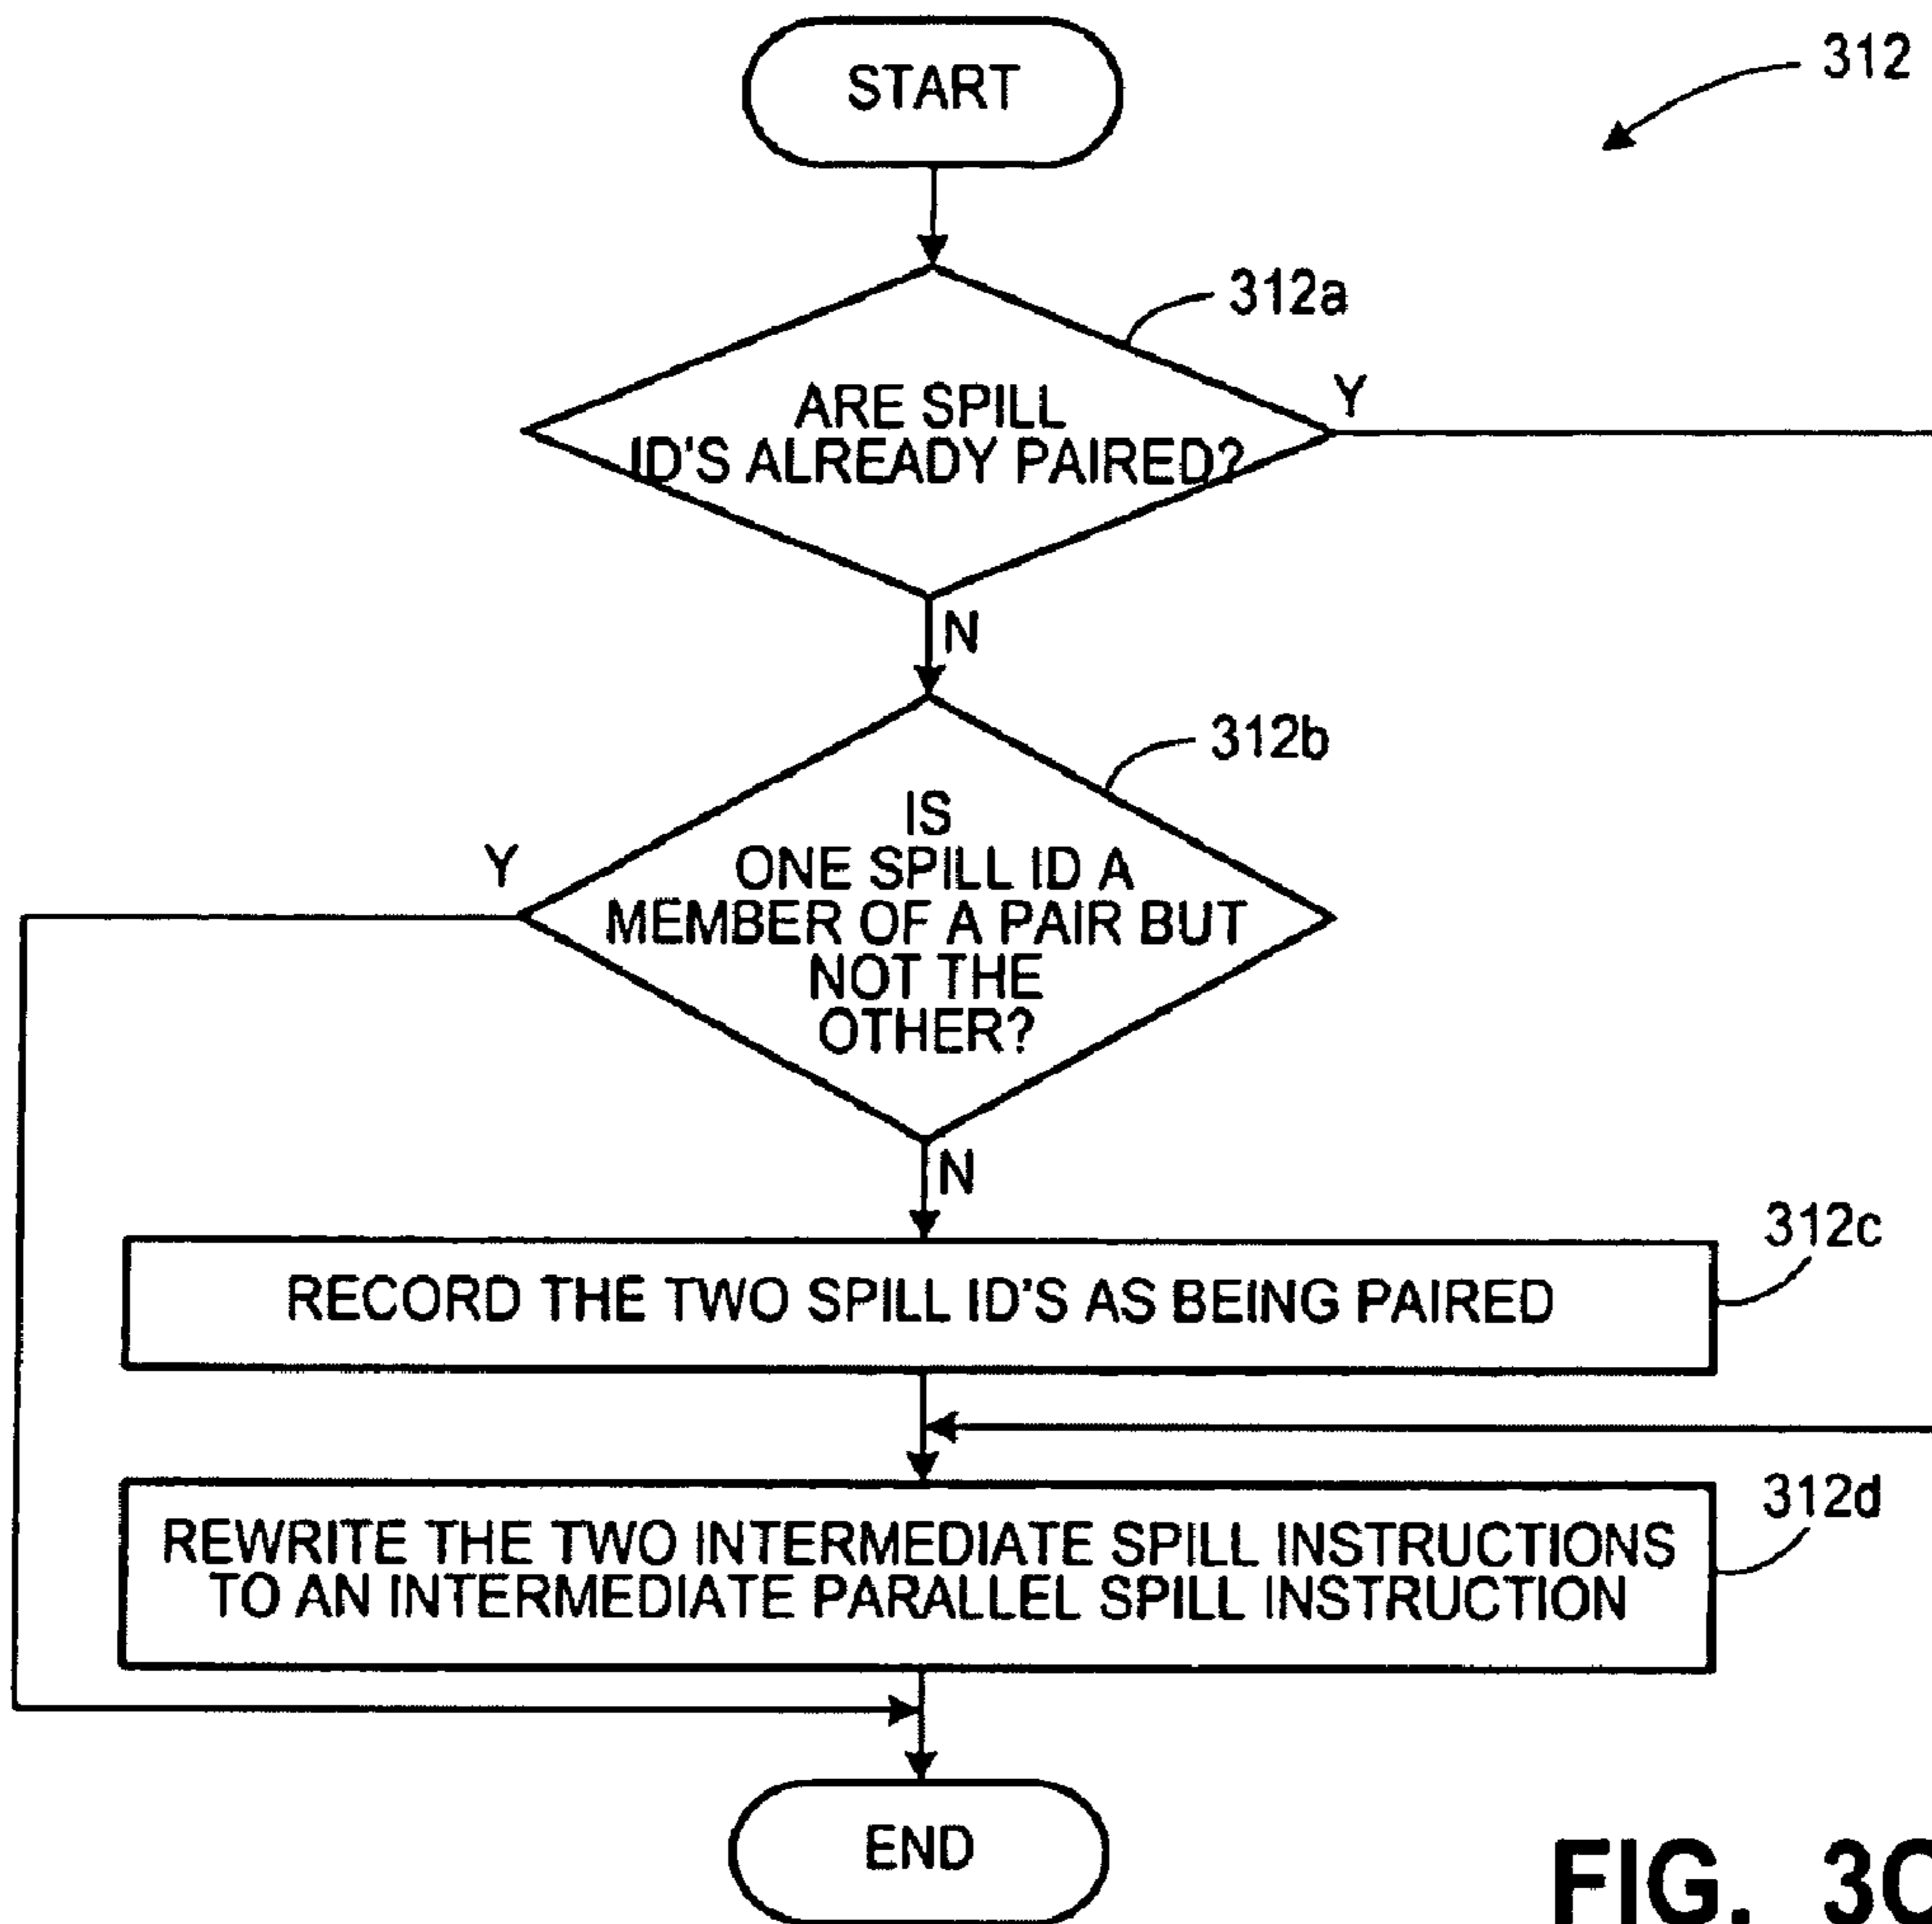 START
312
312a
ARE SPILL
ID'S ALREADY PAIRED?
Y
N
312b
IS
ONE SPILL ID A
MEMBER OF A PAIR BUT
NOT THE
OTHER?
Y
N
312c
RECORD THE TWO SPILL ID'S AS BEING PAIRED
312d
REWRITE THE TWO INTERMEDIATE SPILL INSTRUCTIONS
TO AN INTERMEDIATE PARALLEL SPILL INSTRUCTION
END
FIG.